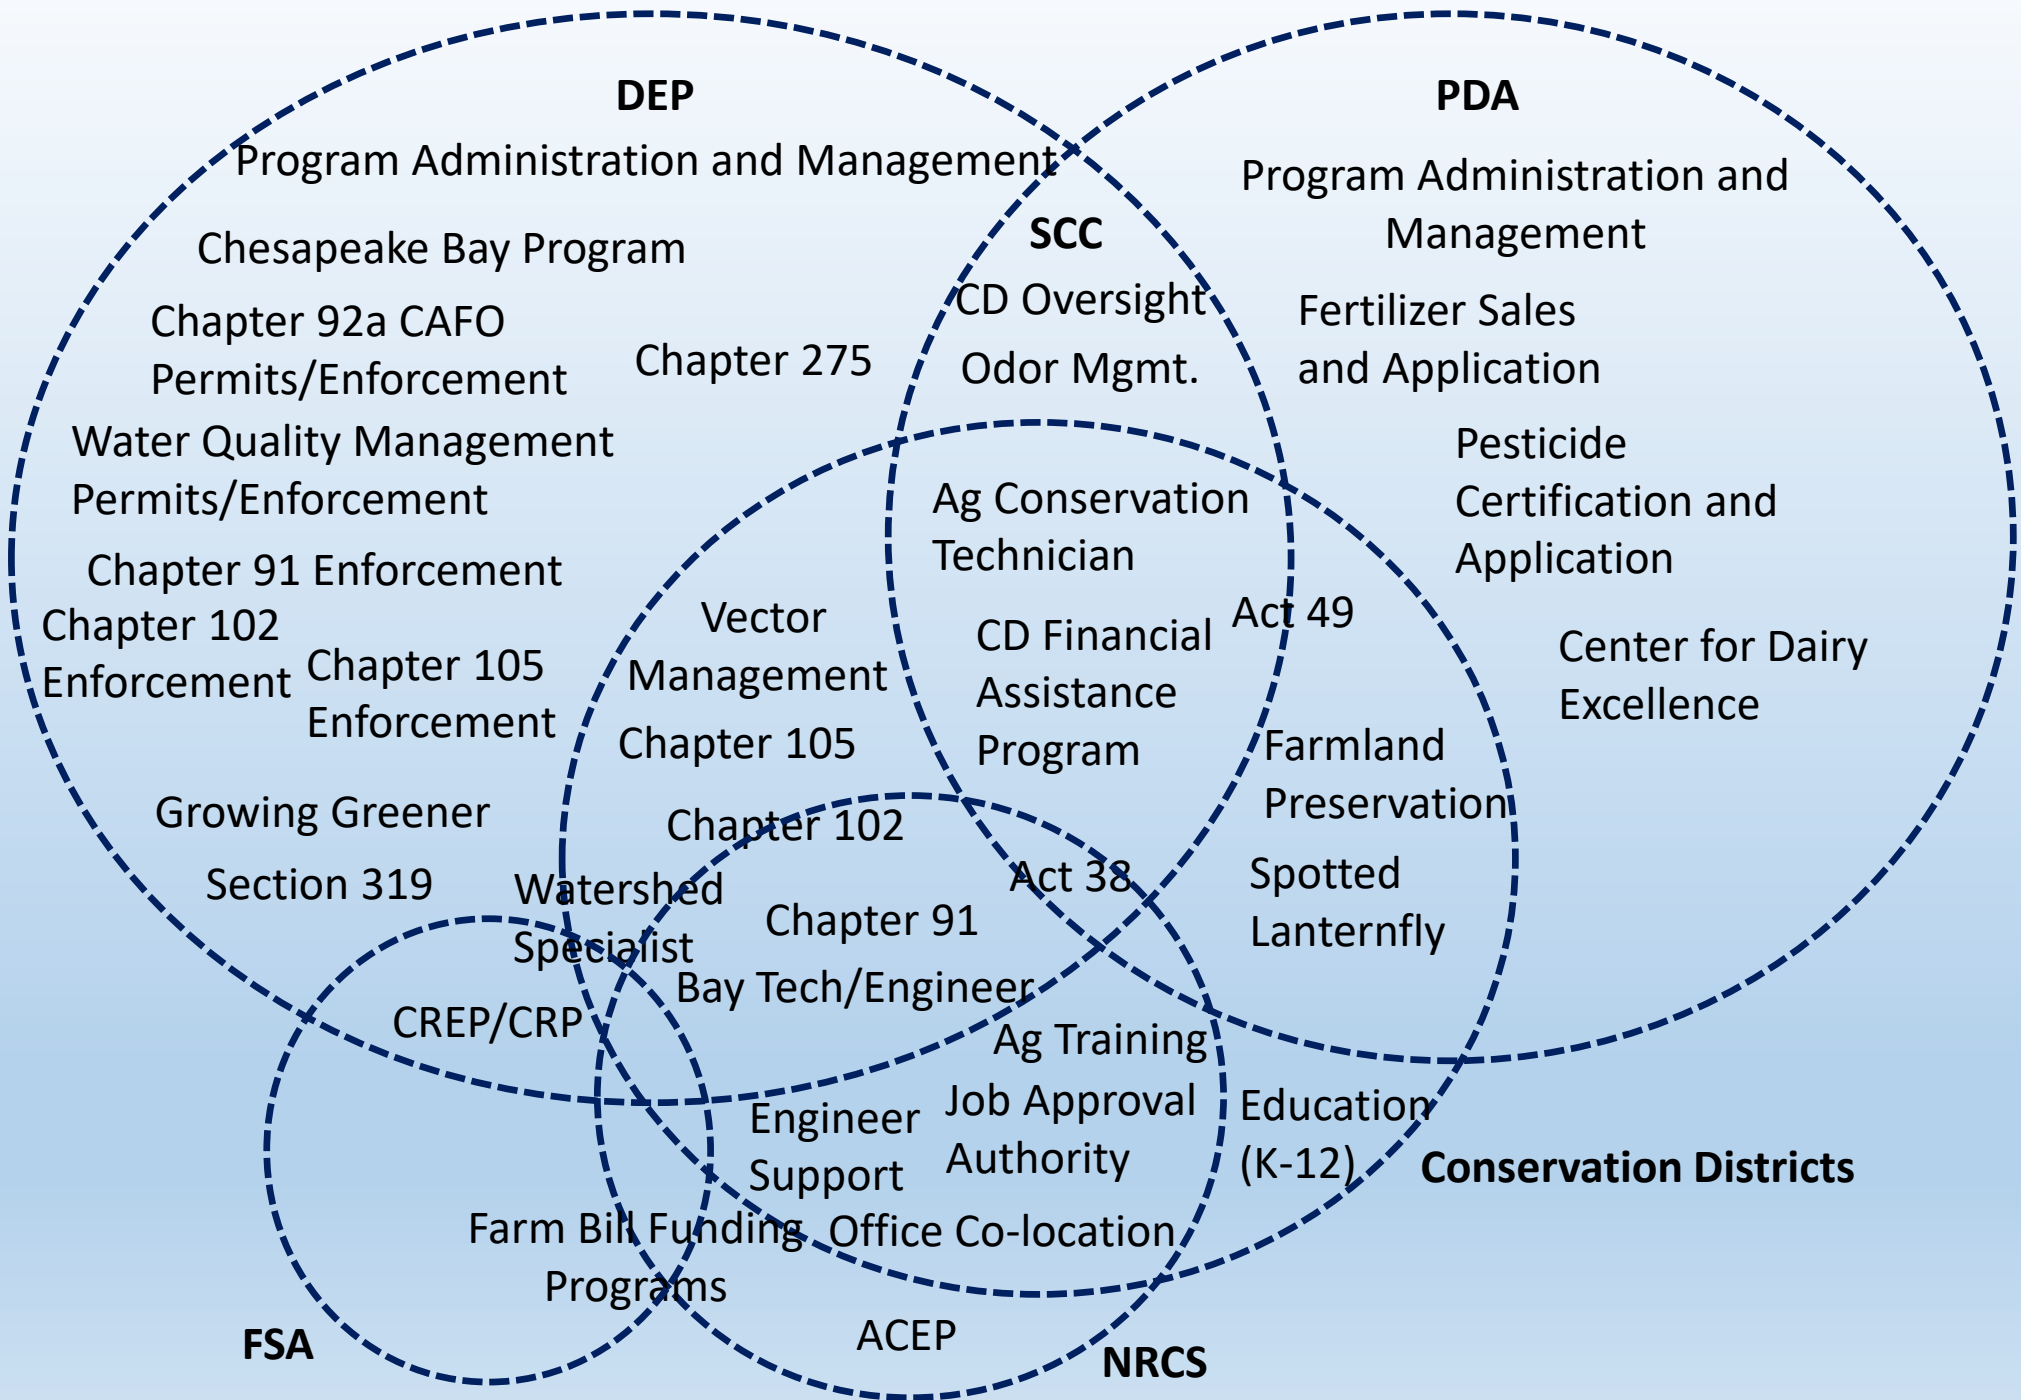 DEP
PDA
Program Administration and Management
Program Administration and
Management
SCC
Chesapeake Bay Program
CD Oversight
Fertilizer Sales
and Application
Chapter 92a CAFO
Permits/Enforcement
Chapter 275
Odor Mgmt.
Water Quality Management
Permits/Enforcement
Pesticide
Certification and
Application
Ag Conservation
Technician
Chapter 91 Enforcement
Chapter 102
Enforcement
Chapter 105
Enforcement
Vector
Management
CD Financial
Assistance
Program
Act 49
Center for Dairy
Excellence
Chapter 105
Farmland
Preservation
Growing Greener
Chapter 102
Section 319
Watershed
Specialist
Act 38
Spotted
Lanternfly
Chapter 91
Bay Tech/Engineer
CREP/CRP
Ag Training
Engineer
Support
Job Approval
Authority
Education
(K-12)
Conservation Districts
Farm Bill Funding
Programs
Office Co-location
FSA
ACEP
NRCS